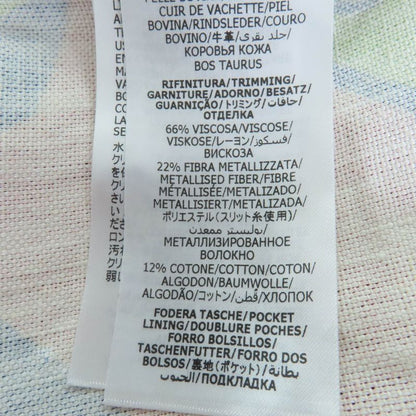 CUIR DE VACHETTE/PIEL
BOVINA/RINDSLEDER/COURO
BOVINO/牛革/جلد بقري/
КОРОВЬЯ КОЖА
BOS TAURUS
RIFINITURA/TRIMMING/
GARNITURE/ADORNO/BESATZ/
GUARNIÇÃO/トリミング/حافات/
ОТДЕЛКА
66% VISCOSA/VISCOSE/
VISKOSE/レーヨン/فسكوز/
ВИСКОЗА
22% FIBRA METALLIZZATA/
METALLISED FIBER/FIBRE
METALLISÉE/METALIZADO/
METALLISIERT/METALIZADA/
ポリエステル(スリット糸使用)
/بوليستر ممعدن/
МЕТАЛЛИЗИРОВАННОЕ
ВОЛОКНО
12% COTONE/COTTON/COTON/
ALGODON/BAUMWOLLE/
ALGODÃO/コットン/قطن/ХЛОПОК
FODERA TASCHE/POCKET
LINING/DOUBLURE POCHES/
FORRO BOLSILLOS/
TASCHENFUTTER/FORRO DOS
BOLSOS/裏地(ポケット)/بطانة
الجيوب/ПОДКЛАДКА